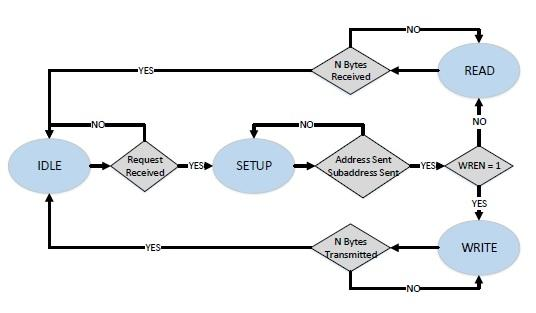 NO
N Bytes
Received
READ
YES
NO
NO
NO
IDLE
Request
Received
YES
SETUP
Address Sent
Subaddress Sent
YES
WREN = 1
YES
N Bytes
Transmitted
WRITE
YES
NO